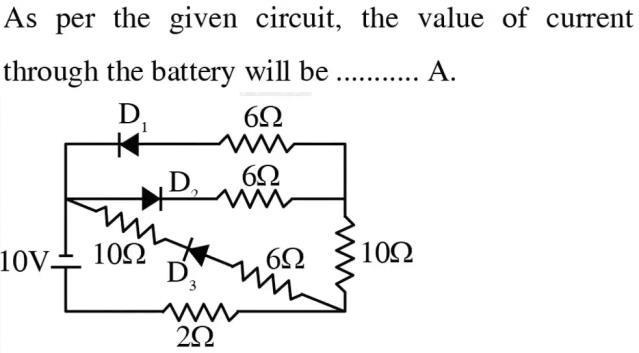 As per the given circuit, the value of current
through the battery will be ........... A.
D1 6Ω
D2 6Ω
10V 10Ω D3 6Ω 10Ω
2Ω